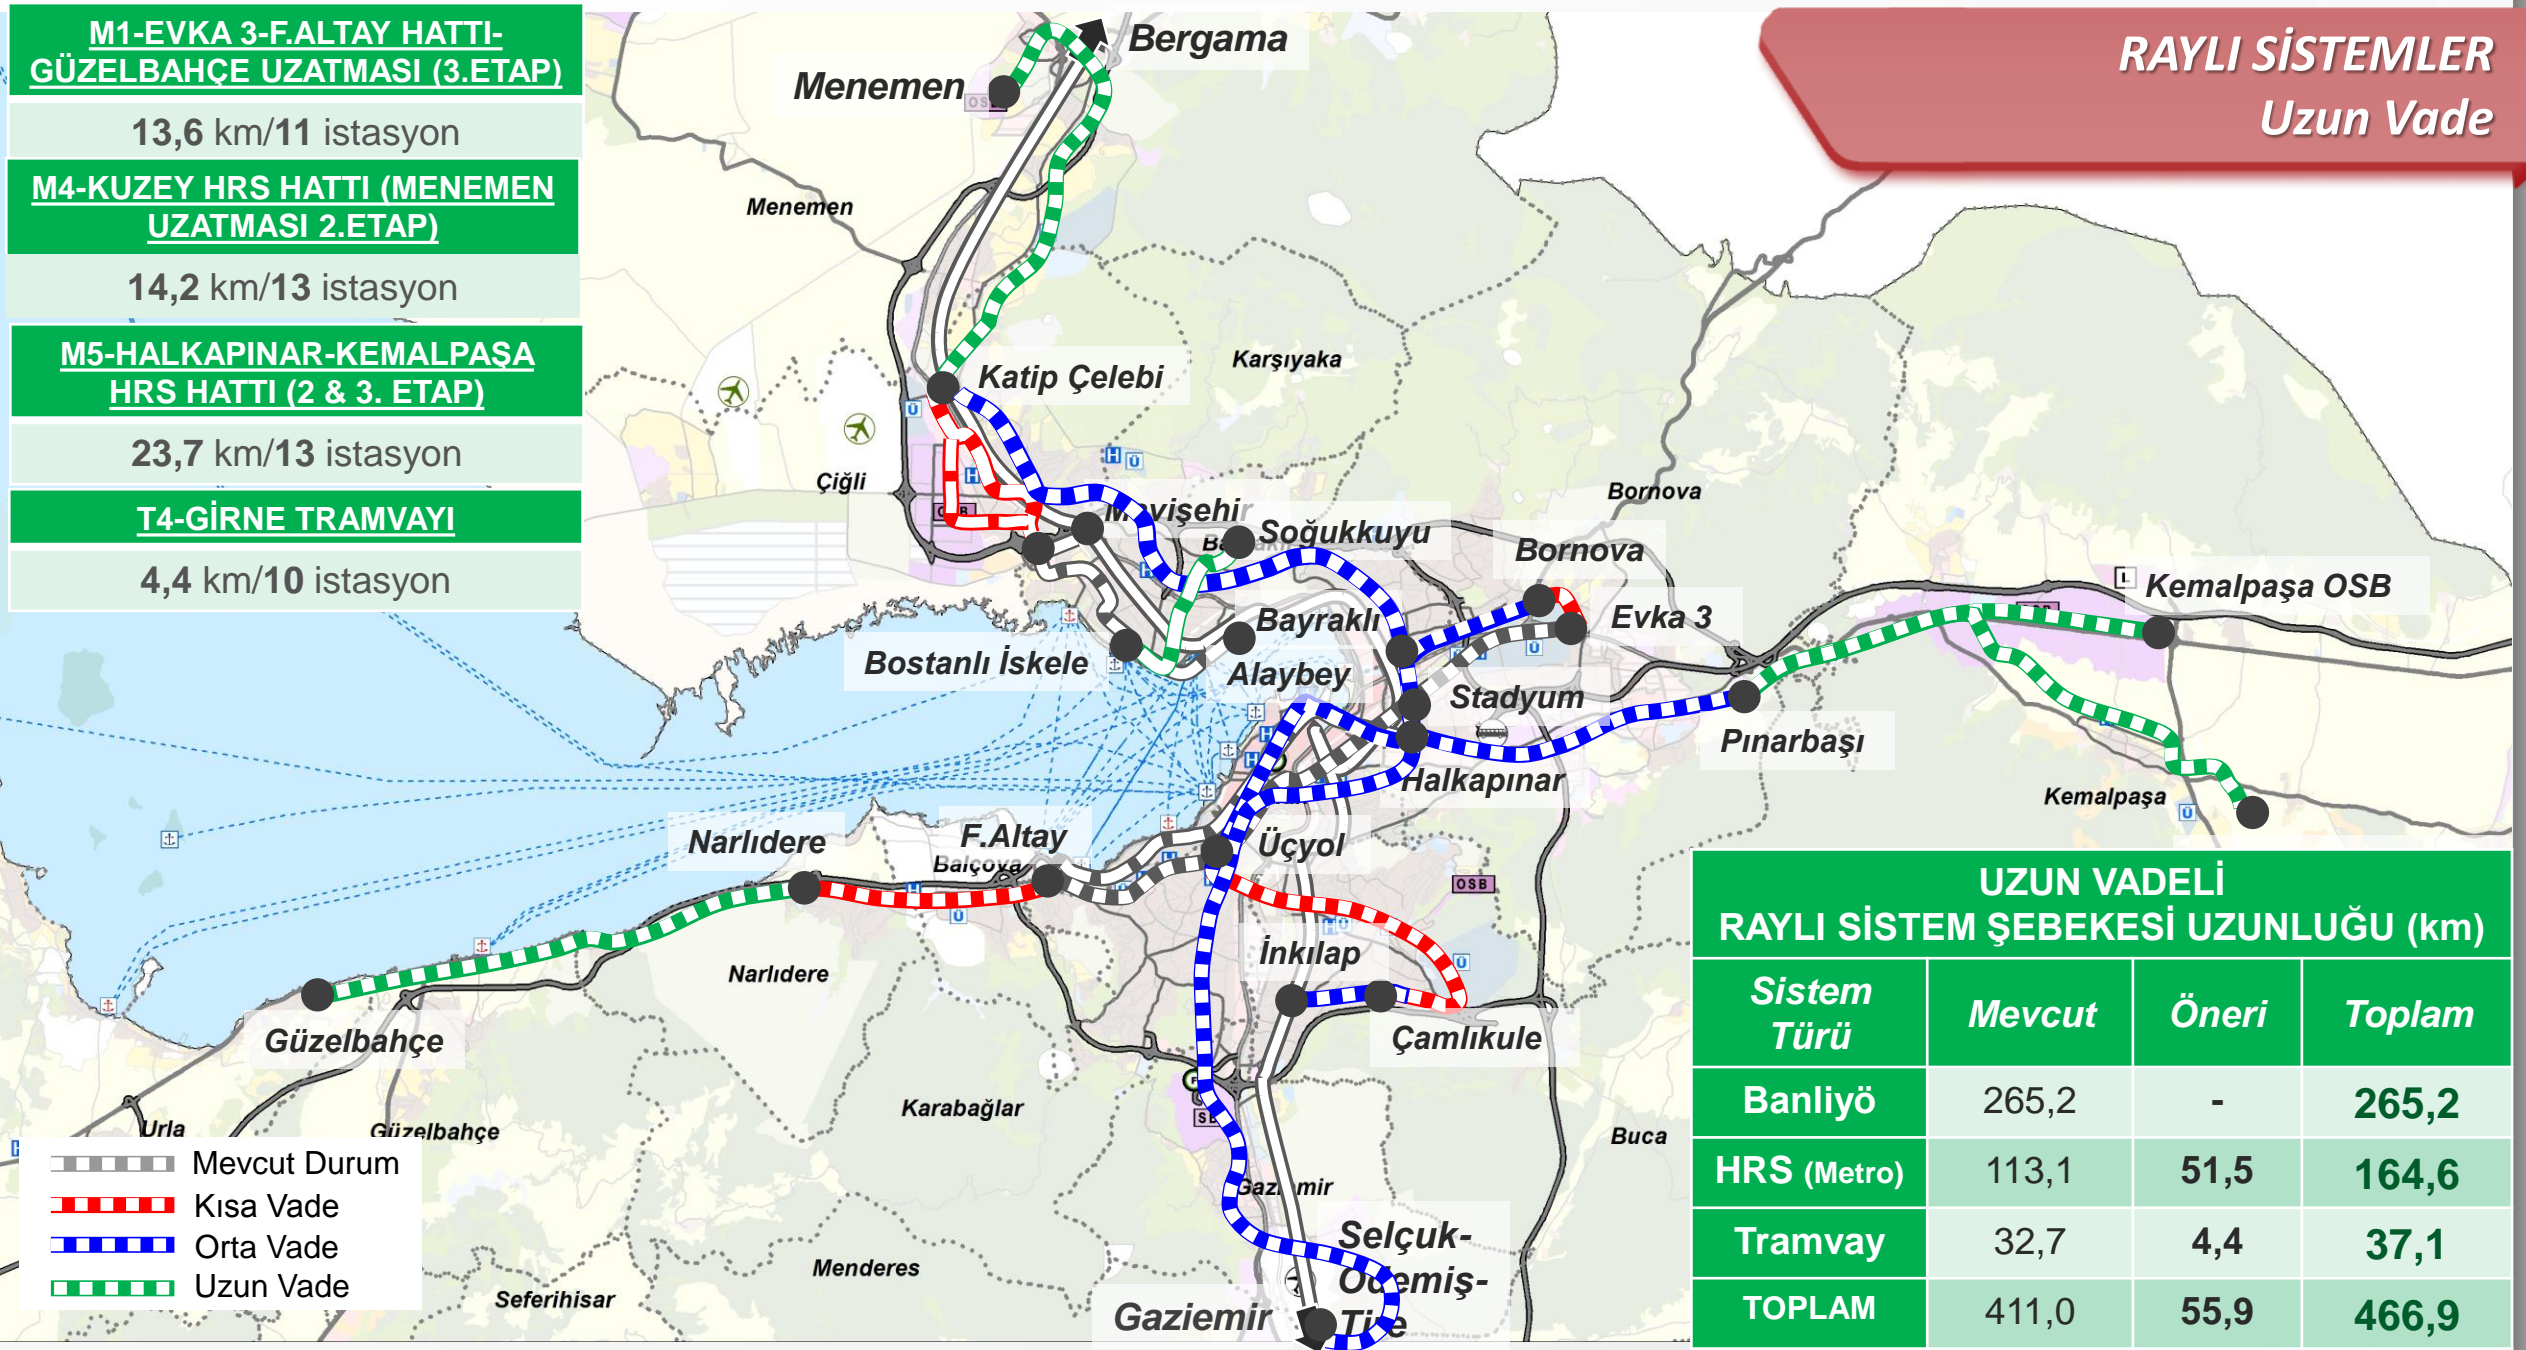 M1-EVKA 3-F.ALTAY HATTI-
GÜZELBAHÇE UZATMASI (3.ETAP)
13,6 km/11 istasyon
M4-KUZEY HRS HATTI (MENEMEN
UZATMASI 2.ETAP)
14,2 km/13 istasyon
M5-HALKAPINAR-KEMALPAŞA
HRS HATTI (2 & 3. ETAP)
23,7 km/13 istasyon
T4-GİRNE TRAMVAYI
4,4 km/10 istasyon
RAYLI SİSTEMLER
Uzun Vade
Bergama
Menemen
Menemen
Katip Çelebi
Karşıyaka
Çiğli
Bornova
Mavişehir
Soğukkuyu
Bornova
Kemalpaşa OSB
Evka 3
Bayraklı
Bostanlı İskele
Alaybey
Stadyum
Pınarbaşı
Halkapınar
Kemalpaşa
Narlıdere
F.Altay
Balçova
Üçyol
OSB
İnkılap
Narlıdere
Çamlıkule
Güzelbahçe
Karabağlar
Urla
Güzelbahçe
Buca
Gaziemir
Menderes
Seferihisar
Selçuk-
Ödemiş-
Tire
Gaziemir
Mevcut Durum
Kısa Vade
Orta Vade
Uzun Vade
UZUN VADELİ
RAYLI SİSTEM ŞEBEKESİ UZUNLUĞU (km)
Sistem Türü Mevcut Öneri Toplam
Banliyö 265,2 - 265,2
HRS (Metro) 113,1 51,5 164,6
Tramvay 32,7 4,4 37,1
TOPLAM 411,0 55,9 466,9